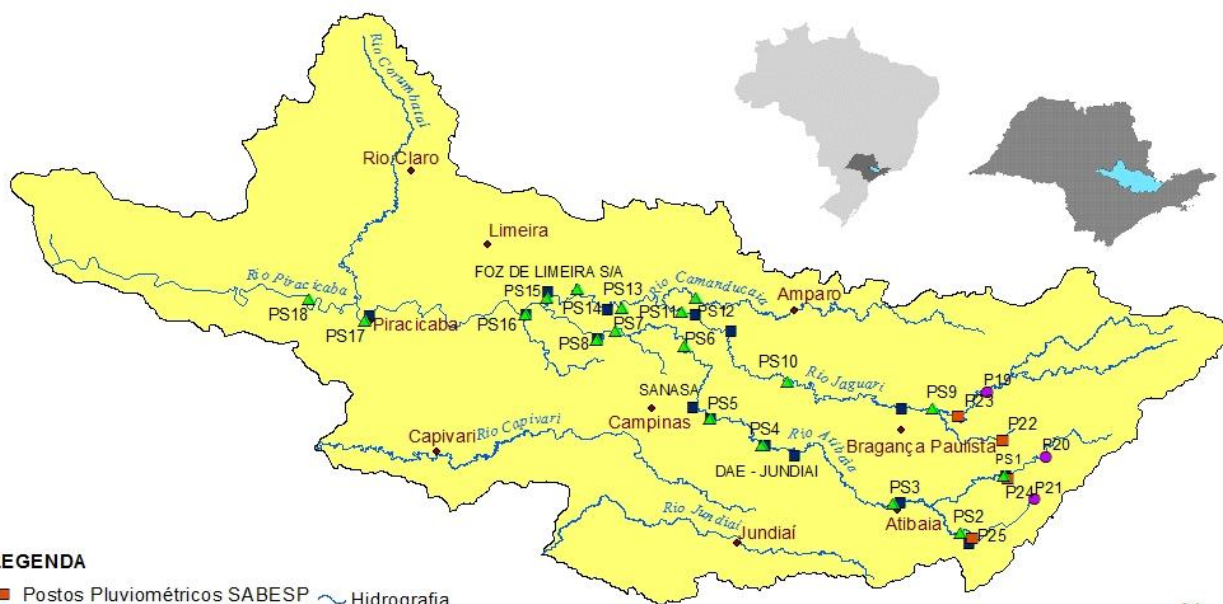 Rio Corumbataí
Rio Claro
Limeira
FOZ DE LIMEIRA S/A
Rio Piracicaba
PS15
PS13
Rio Camanducaia
Amparo
PS18
PS14
PS11
PS12
PS17
Piracicaba
PS16
PS7
PS8
PS6
PS10
Rio Jaguari
P19
PS9
P23
SANASA
PS5
Campinas
P22
Capivari
Rio Capivari
PS4
Rio Atibaia
Bragança Paulista
P20
DAE - JUNDIAI
PS1
P24
P21
PS3
Atibaia
PS2
P25
Rio Jundiaí
Jundiaí
EGENDA
Postos Pluviométricos SABESP
Hidrografia